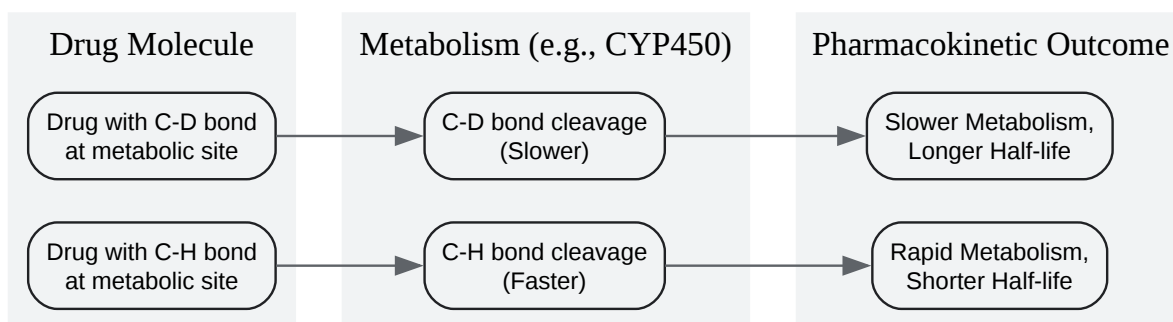 Drug Molecule
Metabolism (e.g., CYP450)
Pharmacokinetic Outcome
Drug with C-D bond
at metabolic site
C-D bond cleavage
(Slower)
Slower Metabolism,
Longer Half-life
Drug with C-H bond
at metabolic site
C-H bond cleavage
(Faster)
Rapid Metabolism,
Shorter Half-life